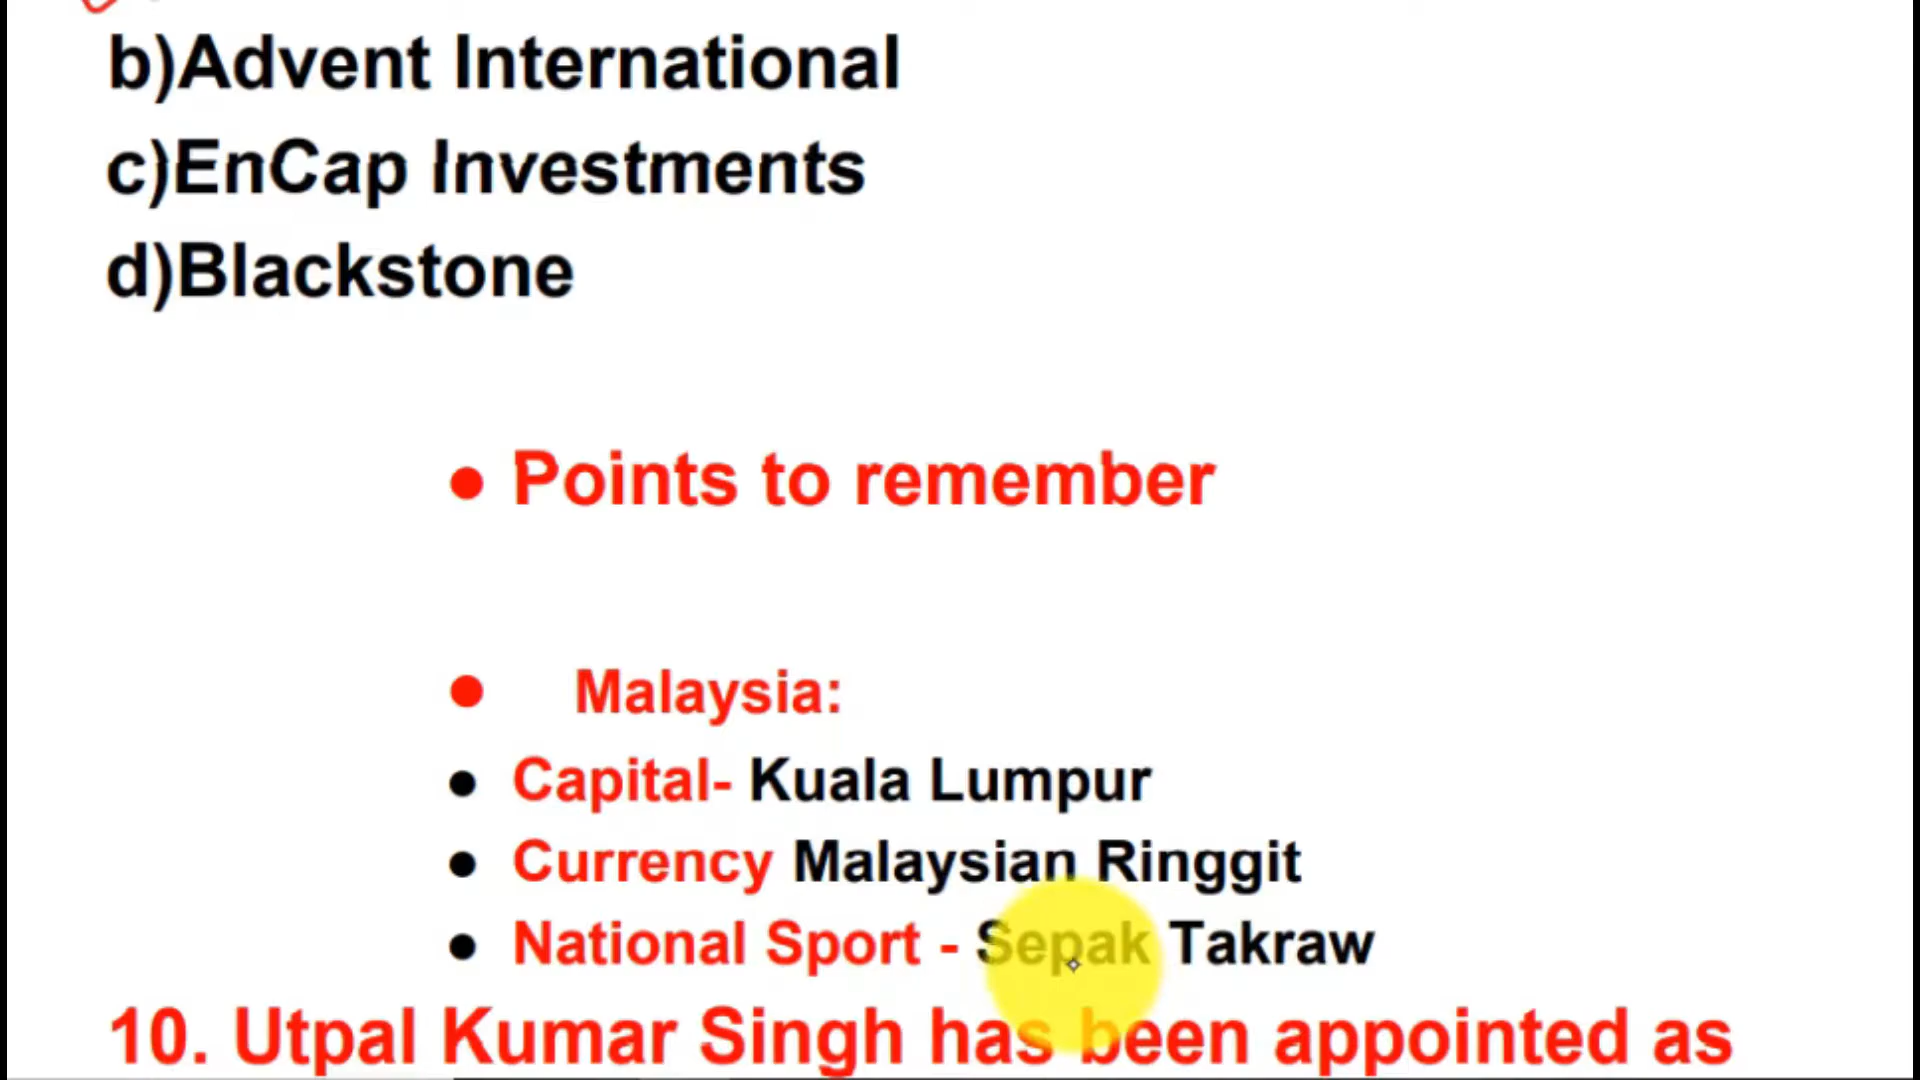 b)Advent International
c)EnCap Investments
d)Blackstone
● Points to remember
● Malaysia:
● Capital- Kuala Lumpur
● Currency Malaysian Ringgit
● National Sport - Sepak Takraw
10. Utpal Kumar Singh has been appointed as